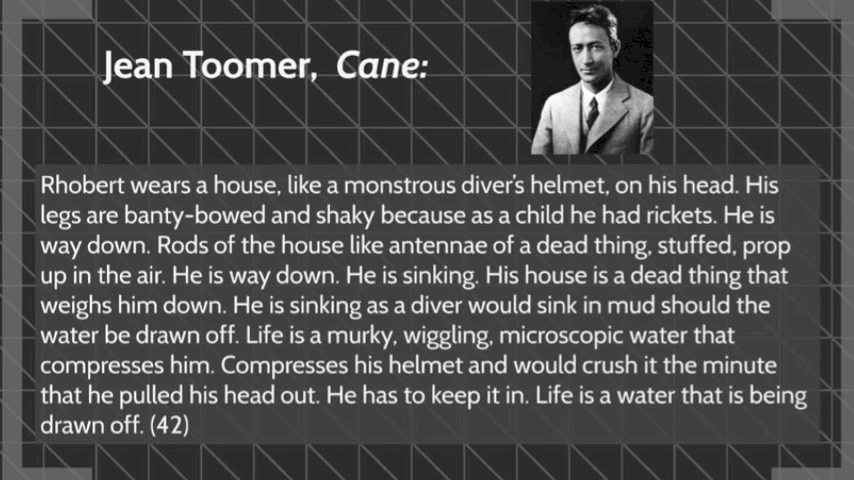 Jean Toomer, Cane:
Rhobert wears a house, like a monstrous diver's helmet, on his head. His
legs are banty-bowed and shaky because as a child he had rickets. He is
way down. Rods of the house like antennae of a dead thing, stuffed, prop
up in the air. He is way down. He is sinking. His house is a dead thing that
weighs him down. He is sinking as a diver would sink in mud should the
water be drawn off. Life is a murky, wiggling, microscopic water that
compresses him. Compresses his helmet and would crush it the minute
that he pulled his head out. He has to keep it in. Life is a water that is being
drawn off. (42)